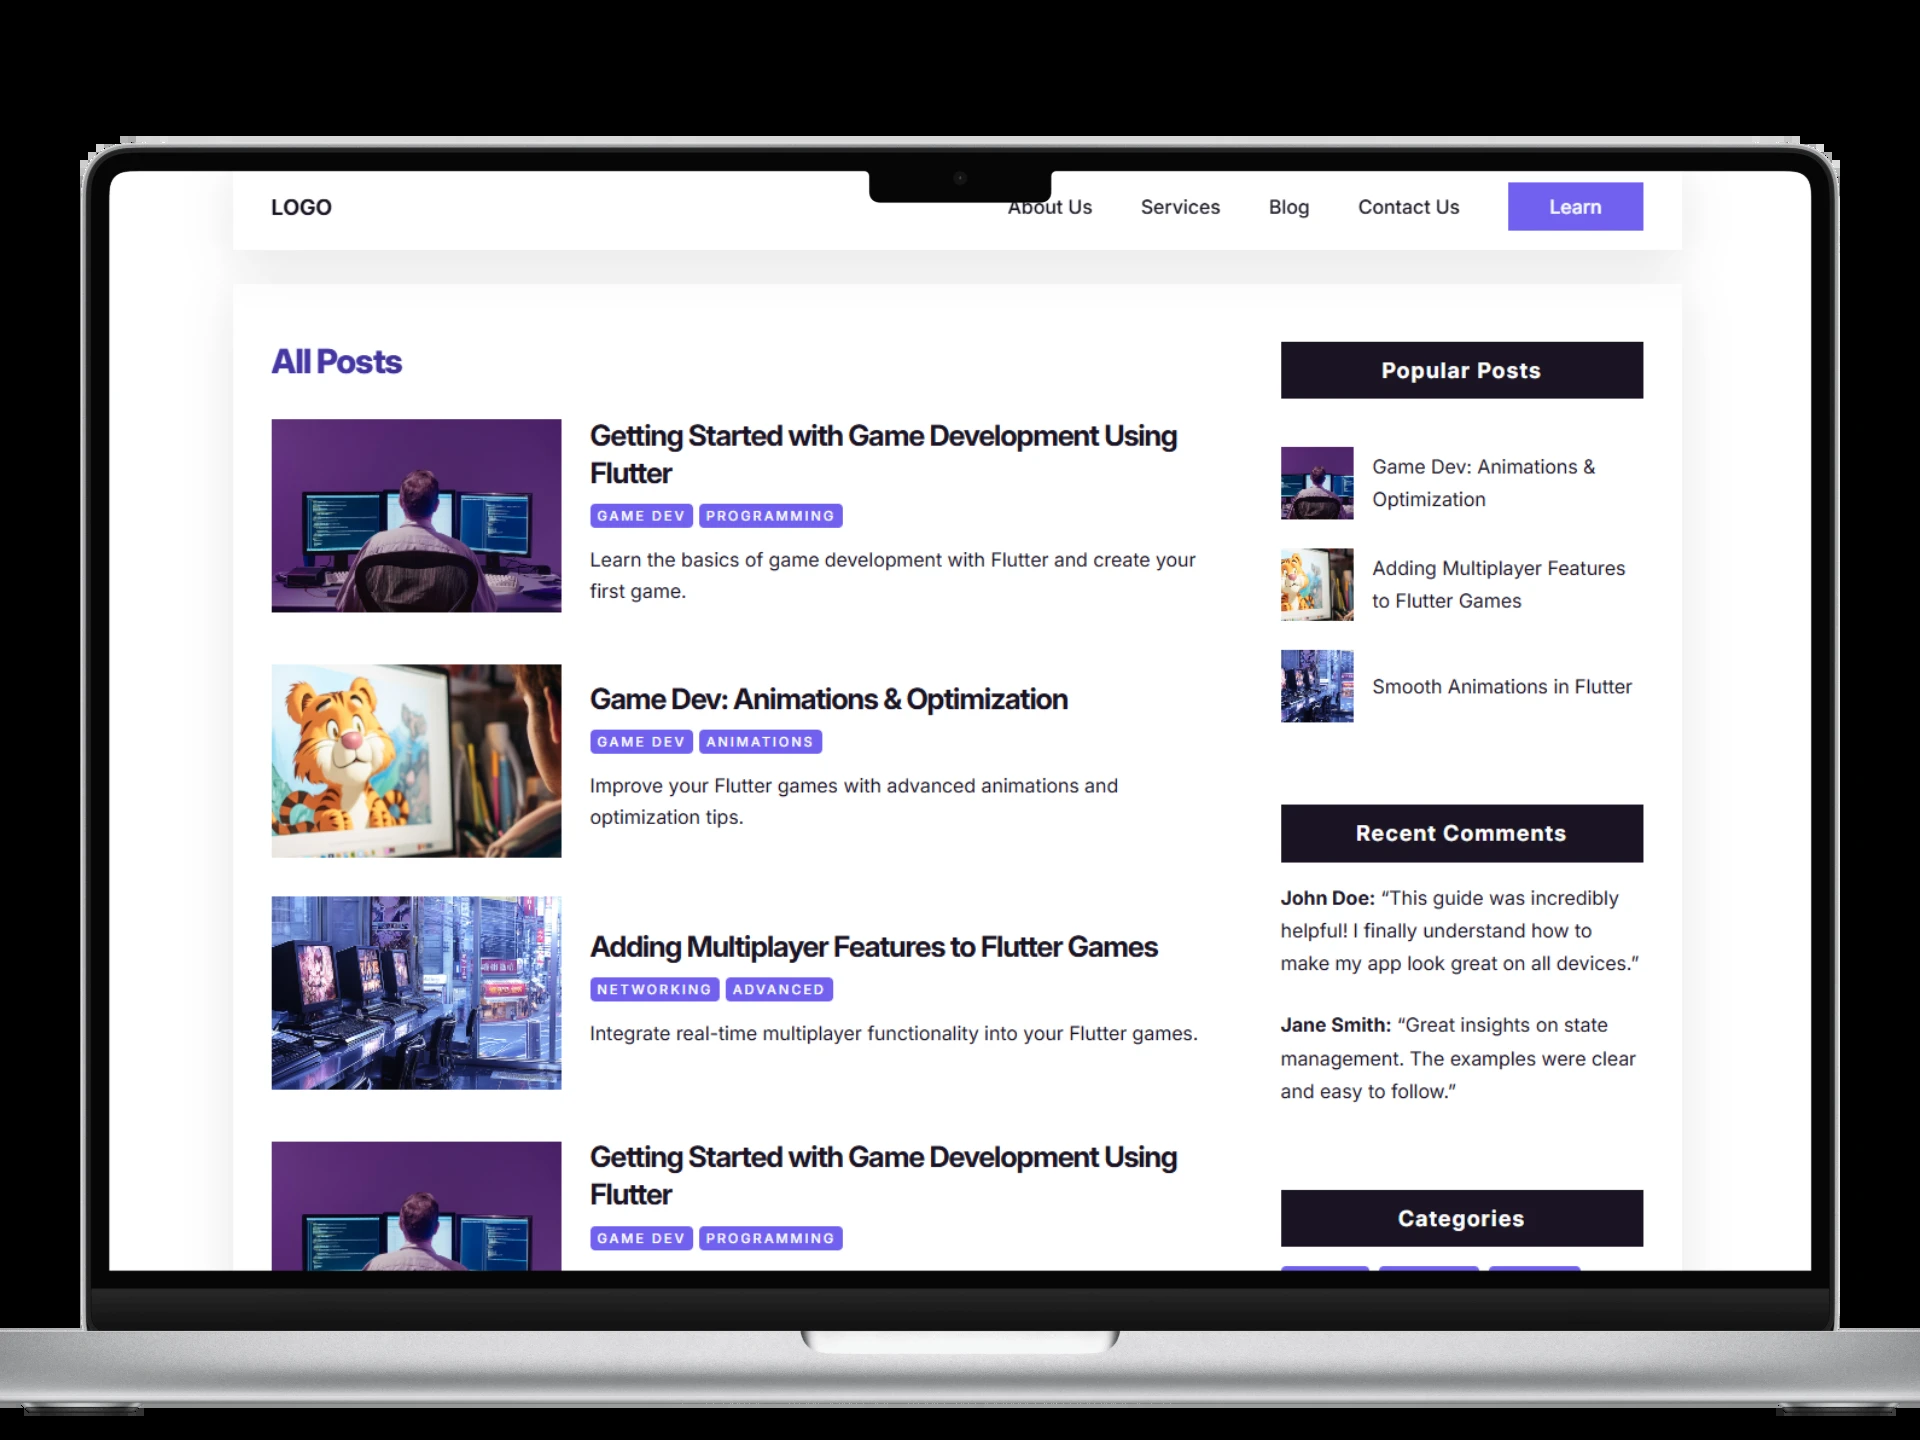 LOGO
About Us
Services
Blog
Contact Us
Learn
All Posts
Getting Started with Game Development Using
Flutter
GAME DEV
PROGRAMMING
Learn the basics of game development with Flutter and create your
first game.
Game Dev: Animations & Optimization
GAME DEV
ANIMATIONS
Improve your Flutter games with advanced animations and
optimization tips.
Adding Multiplayer Features to Flutter Games
NETWORKING
ADVANCED
Integrate real-time multiplayer functionality into your Flutter games.
Getting Started with Game Development Using
Flutter
GAME DEV
PROGRAMMING
Popular Posts
Game Dev: Animations &
Optimization
Adding Multiplayer Features
to Flutter Games
Smooth Animations in Flutter
Recent Comments
John Doe: “This guide was incredibly
helpful! I finally understand how to
make my app look great on all devices.”
Jane Smith: “Great insights on state
management. The examples were clear
and easy to follow.”
Categories